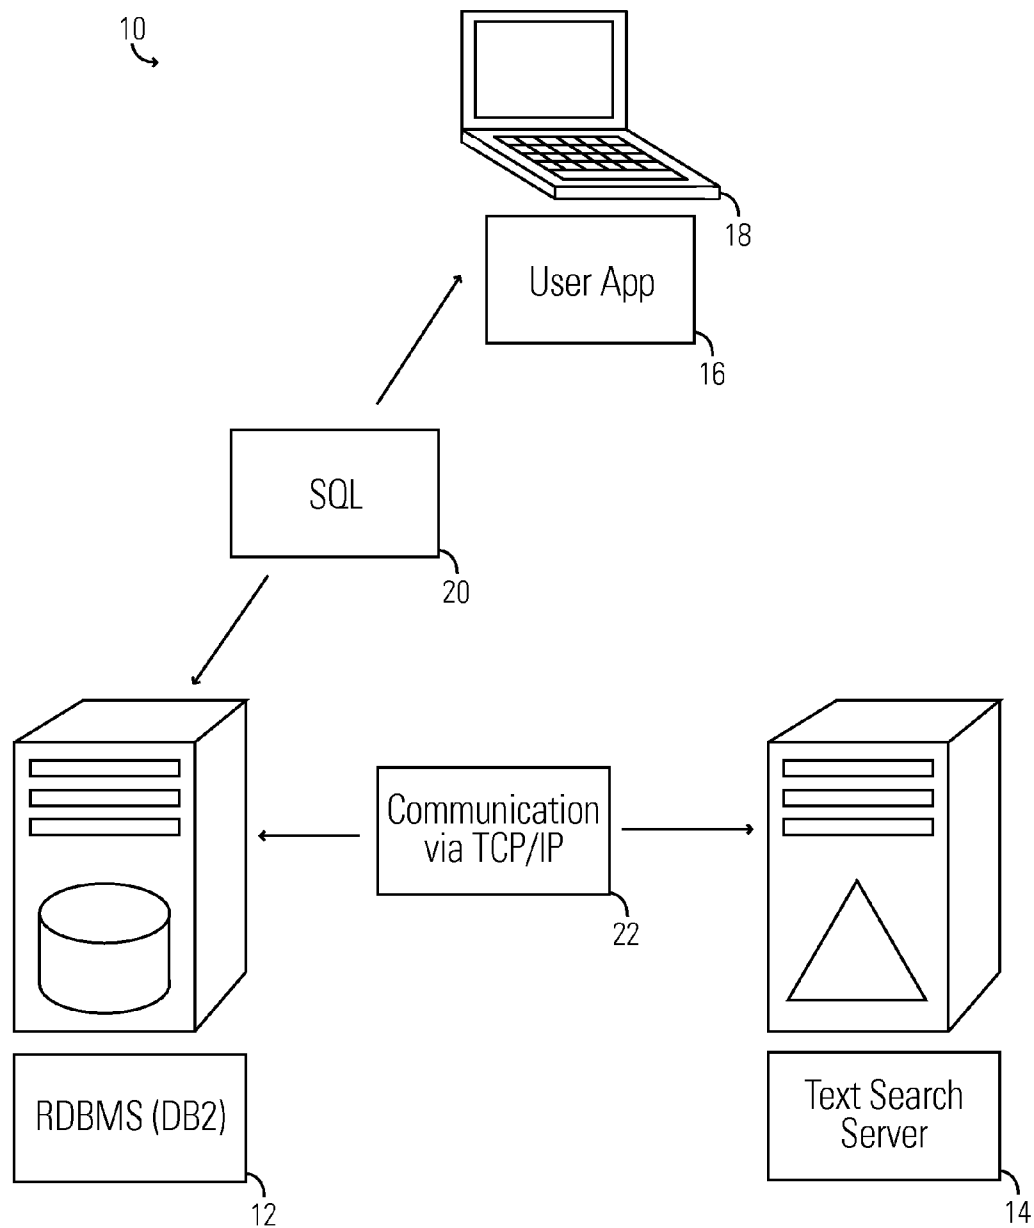 10
18
User App
16
SQL
20
Communication
via TCP/IP
22
RDBMS (DB2)
12
Text Search
Server
14